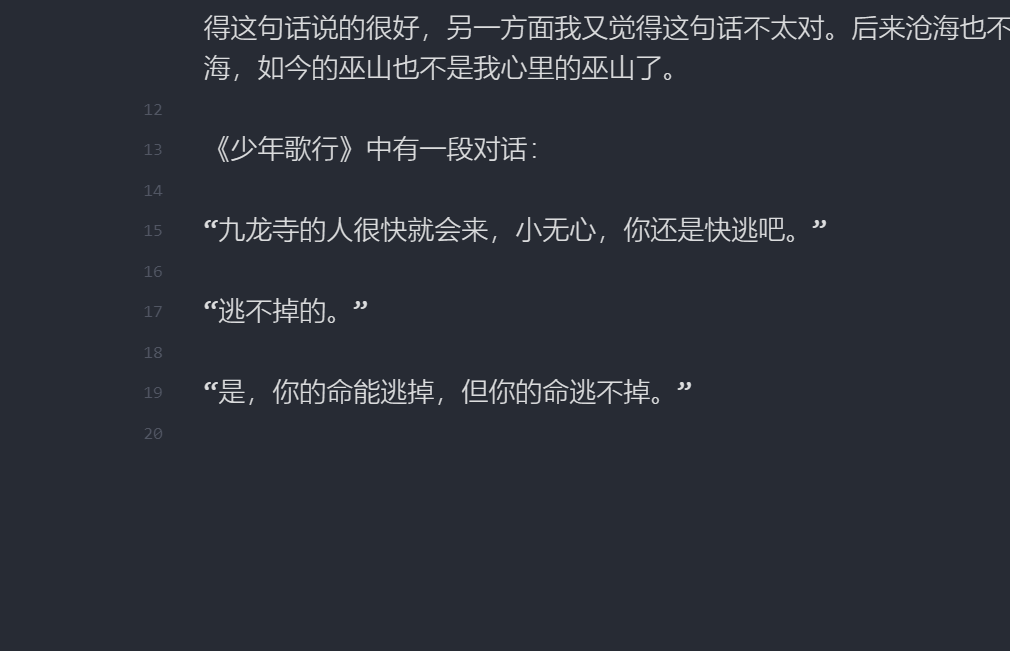 得这句话说的很好，另一方面我又觉得这句话不太对。后来沧海也不
海，如今的巫山也不是我心里的巫山了。
12
13 《少年歌行》中有一段对话：
14
15 “九龙寺的人很快就会来，小无心，你还是快逃吧。”
16
17 “逃不掉的。”
18
19 “是，你的命能逃掉，但你的命逃不掉。”
20